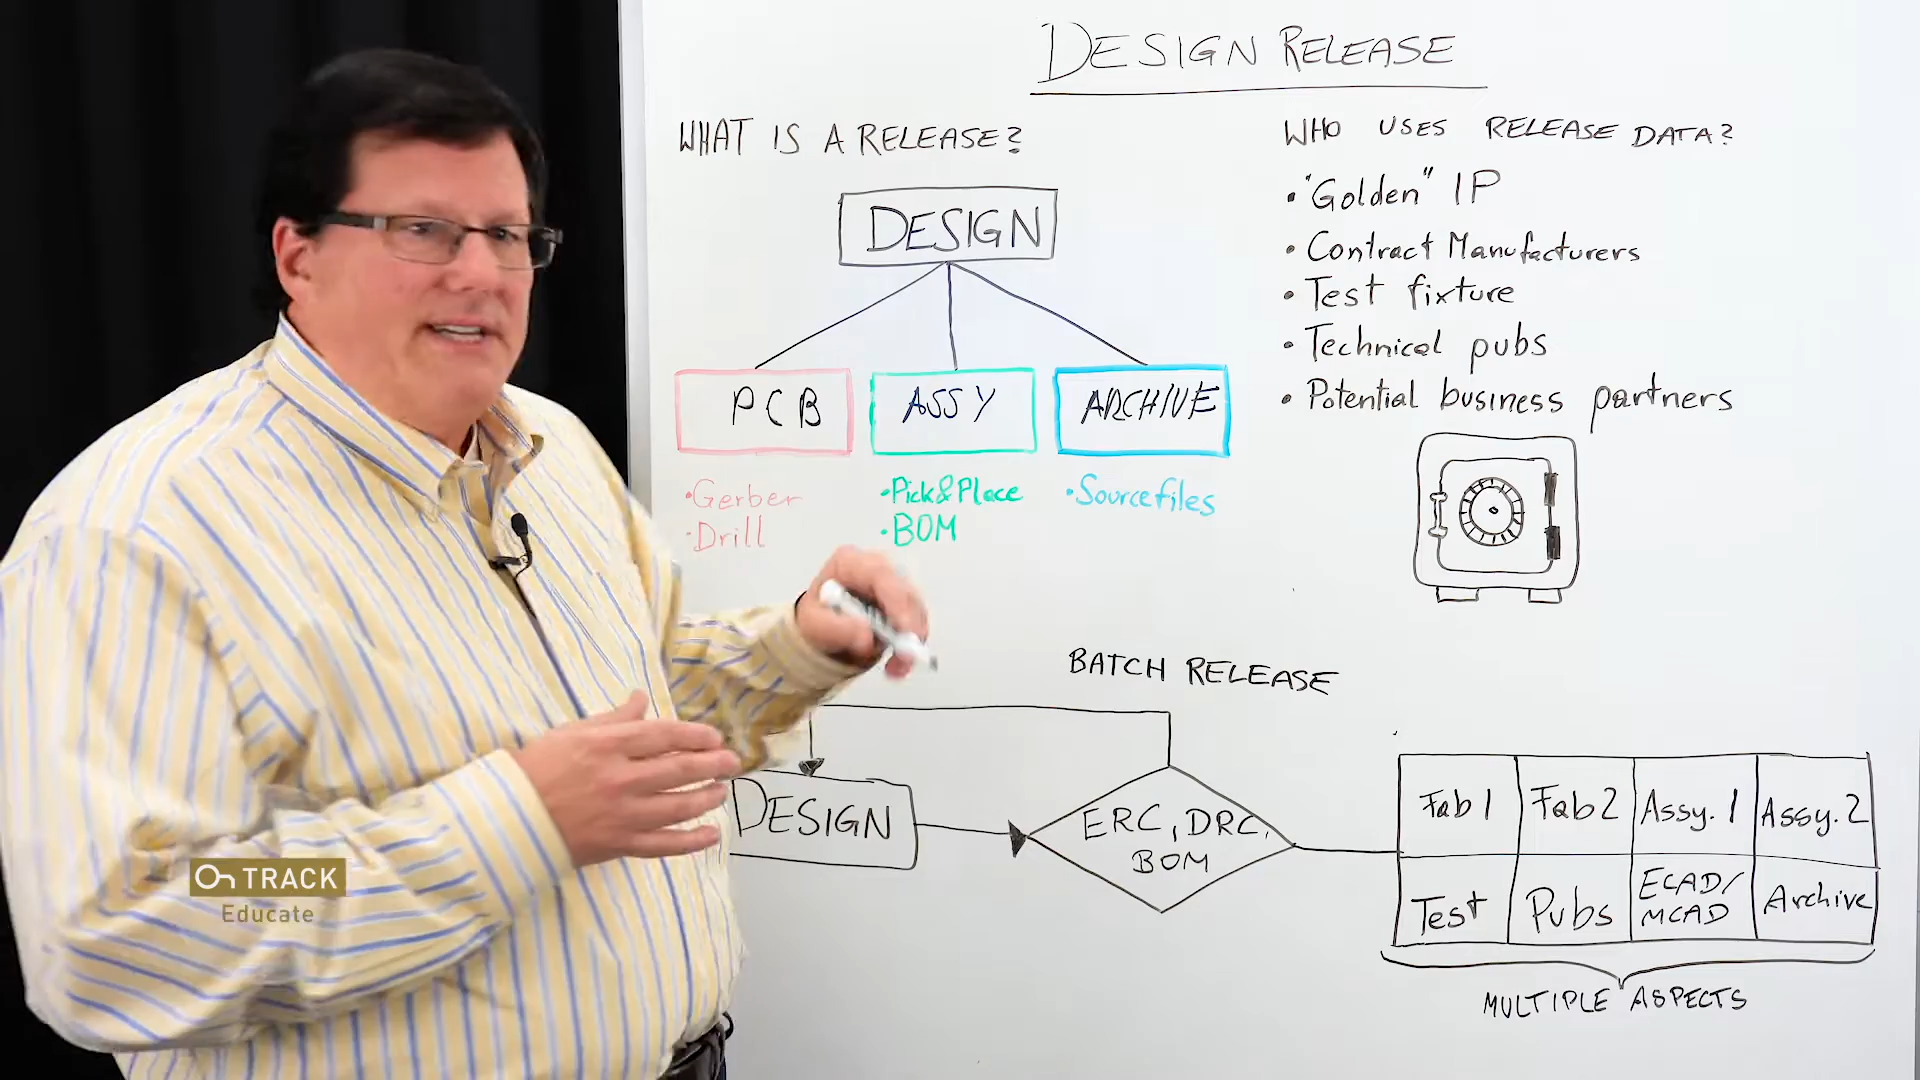 DESIGN RELEASE
WHAT IS A RELEASE?
DESIGN
PCB
ASSY
ARCHIVE
•Gerber
•Drill
•Pick&Place
•BOM
•Sourcefiles
WHO USES RELEASE DATA?
•"Golden" IP
•Contract Manufacturers
•Test fixture
•Technical pubs
•Potential business partners
BATCH RELEASE
DESIGN
ERC, DRC,
BOM
Fab 1
Fab 2
Assy. 1
Assy. 2
Test
Pubs
ECAD/
MCAD
Archive
MULTIPLE ASPECTS
On TRACK
Educate